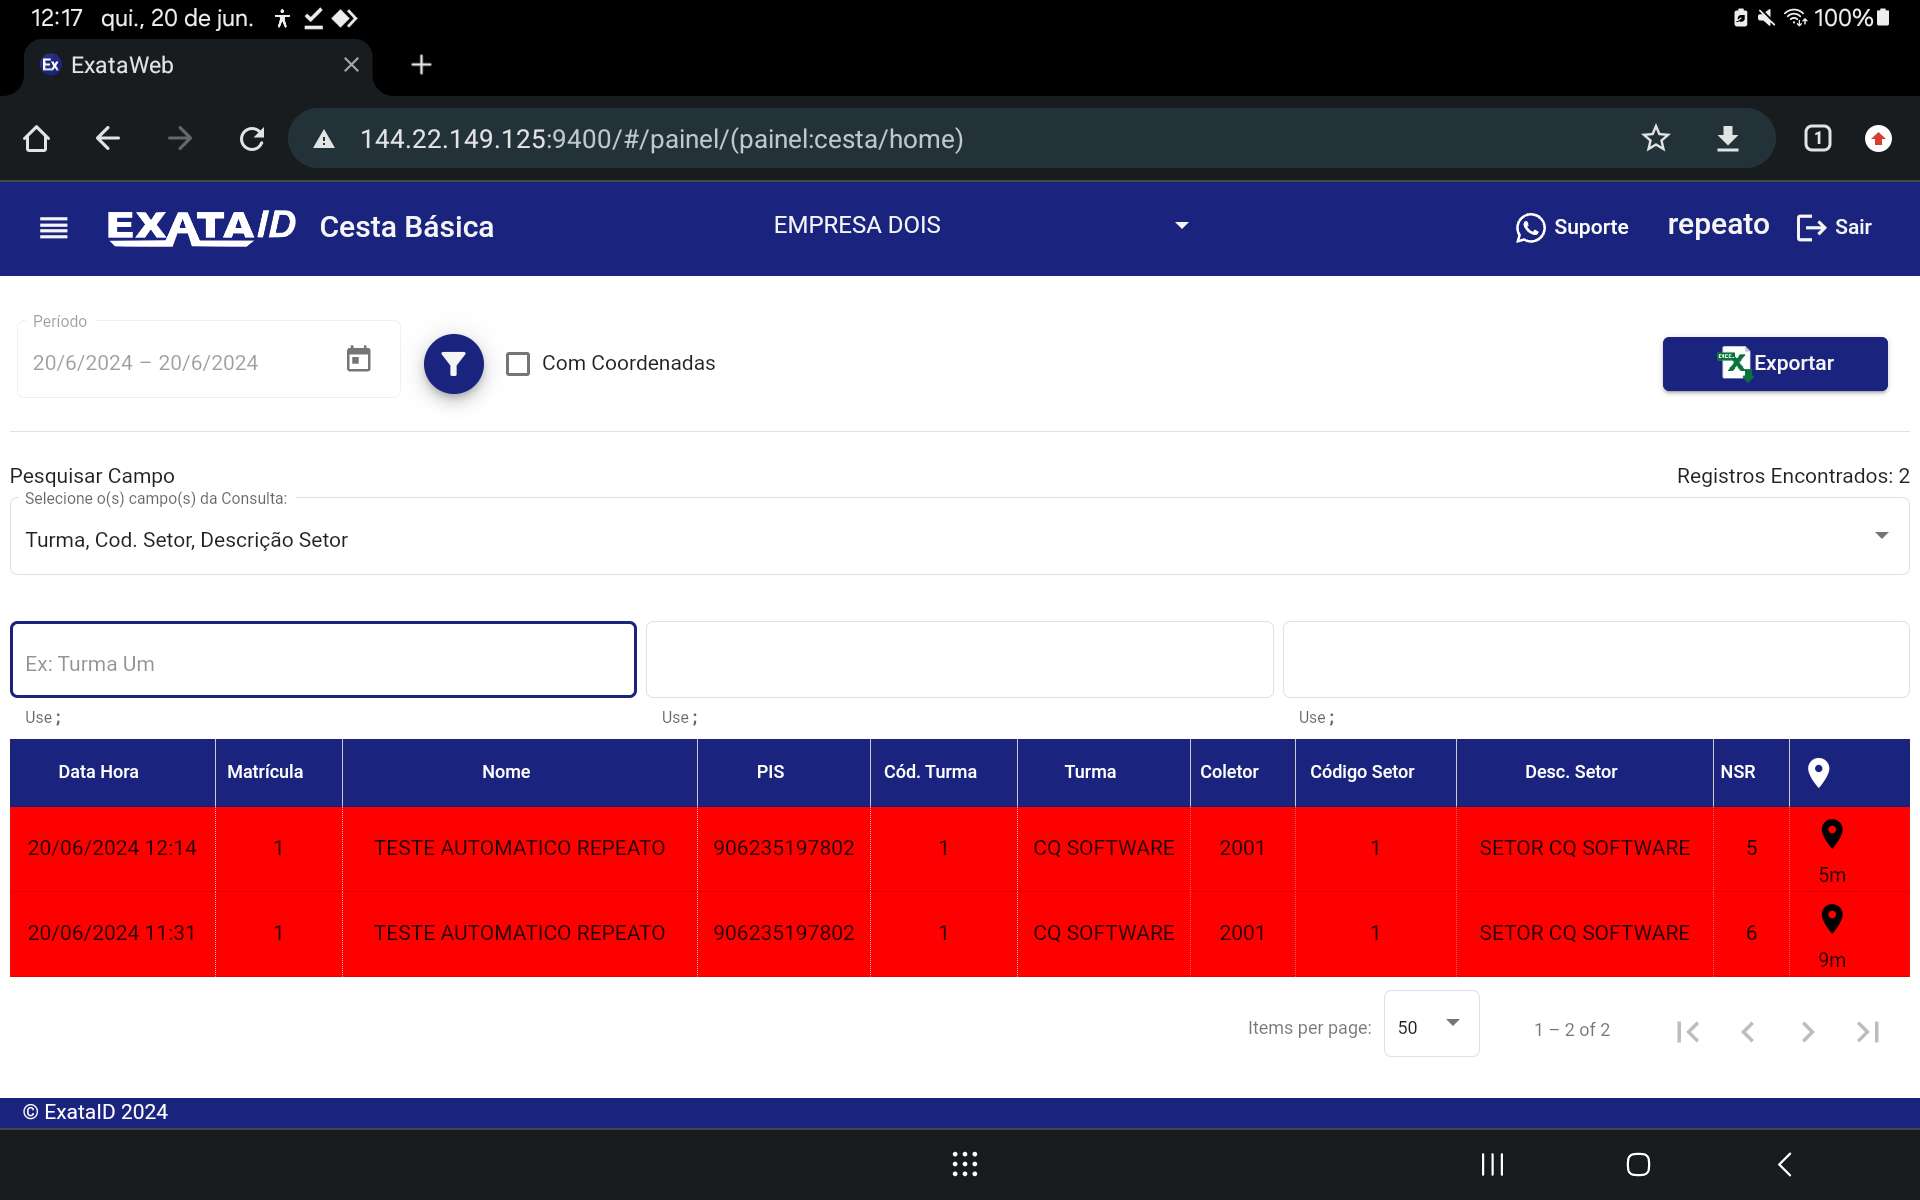 12:17 qui., 20 de jun. 100%
Ex ExataWeb
144.22.149.125:9400/#/painel/(painel:cesta/home) 1
EXATAID Cesta Básica EMPRESA DOIS Suporte repeato Sair
Período
20/6/2024 – 20/6/2024 Com Coordenadas Exportar
Pesquisar Campo Registros Encontrados: 2
Selecione o(s) campo(s) da Consulta:
Turma, Cod. Setor, Descrição Setor
Ex: Turma Um
Use ; Use ; Use ;
Data Hora Matrícula Nome PIS Cód. Turma Turma Coletor Código Setor Desc. Setor NSR
20/06/2024 12:14 1 TESTE AUTOMATICO REPEATO 906235197802 1 CQ SOFTWARE 2001 1 SETOR CQ SOFTWARE 5 5m
20/06/2024 11:31 1 TESTE AUTOMATICO REPEATO 906235197802 1 CQ SOFTWARE 2001 1 SETOR CQ SOFTWARE 6 9m
Items per page: 50 1 – 2 of 2
© ExataID 2024